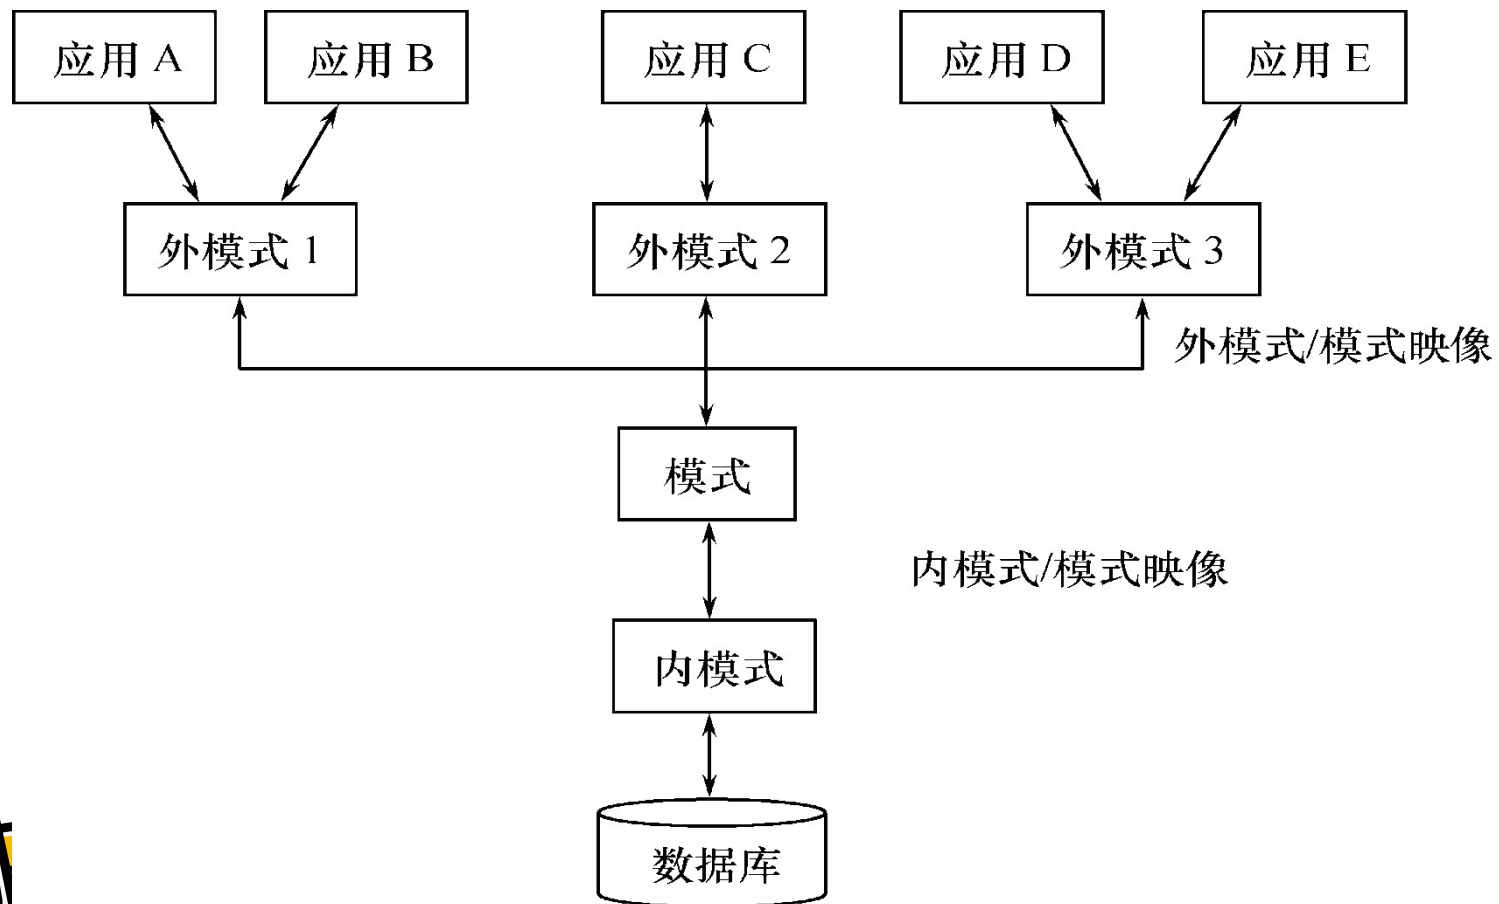 应用 A
应用 B
应用 C
应用 D
应用 E
外模式 1
外模式 2
外模式 3
外模式/模式映像
模式
内模式/模式映像
内模式
数据库